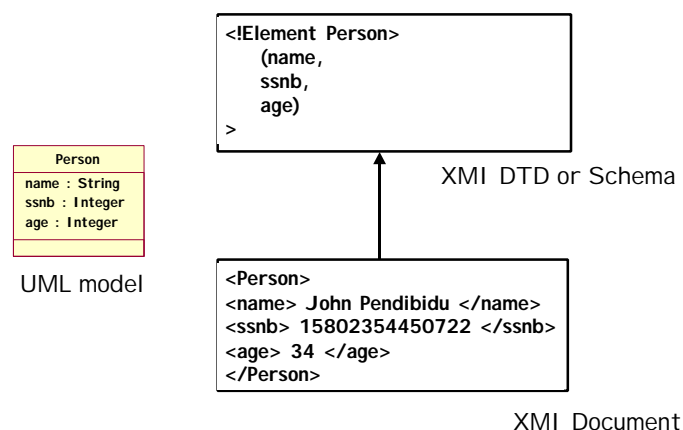 <!Element Person>
(name,
ssnb,
age)
>
XMI DTD or Schema
Person
name : String
ssnb : Integer
age : Integer
UML model
<Person>
<name> John Pendibidu </name>
<ssnb> 15802354450722 </ssnb>
<age> 34 </age>
</Person>
XMI Document